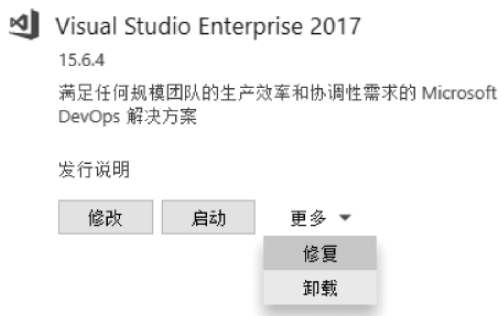 Visual Studio Enterprise 2017
15.6.4
满足任何规模团队的生产效率和协调性需求的 Microsoft
DevOps 解决方案
发行说明
修改 启动 更多
修复
卸载